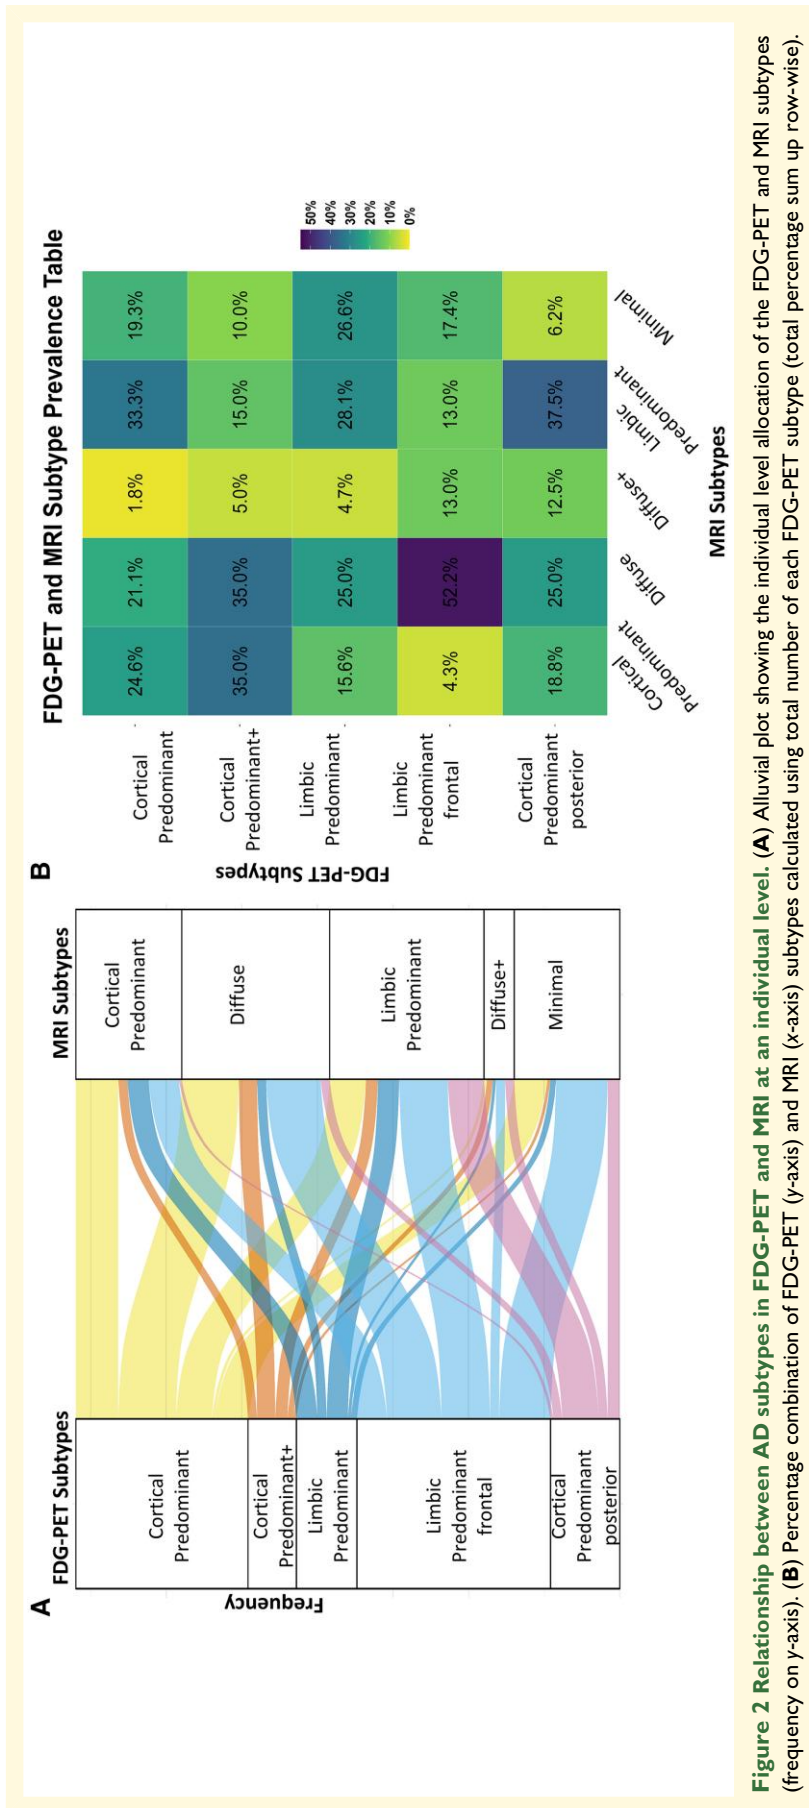 A
FDG-PET Subtypes
MRI Subtypes
Frequency
Cortical
Predominant
Cortical
Predominant+
Limbic
Predominant
Limbic
Predominant
frontal
Cortical
Predominant
posterior
Cortical
Predominant
Diffuse
Limbic
Predominant
Diffuse+
Minimal
B
FDG-PET and MRI Subtype Prevalence Table
FDG-PET Subtypes
Cortical
Predominant
24.6% 21.1% 1.8% 33.3% 19.3%
Cortical
Predominant+
35.0% 35.0% 5.0% 15.0% 10.0%
Limbic
Predominant
15.6% 25.0% 4.7% 28.1% 26.6%
Limbic
Predominant
frontal
4.3% 52.2% 13.0% 13.0% 17.4%
Cortical
Predominant
posterior
18.8% 25.0% 12.5% 37.5% 6.2%
Cortical
Predominant
Diffuse
Diffuse+
Limbic
Predominant
Minimal
MRI Subtypes
50%
40%
30%
20%
10%
0%
Figure 2 Relationship between AD subtypes in FDG-PET and MRI at an individual level. (A) Alluvial plot showing the individual level allocation of the FDG-PET and MRI subtypes
(frequency on y-axis). (B) Percentage combination of FDG-PET (y-axis) and MRI (x-axis) subtypes calculated using total number of each FDG-PET subtype (total percentage sum up row-wise).